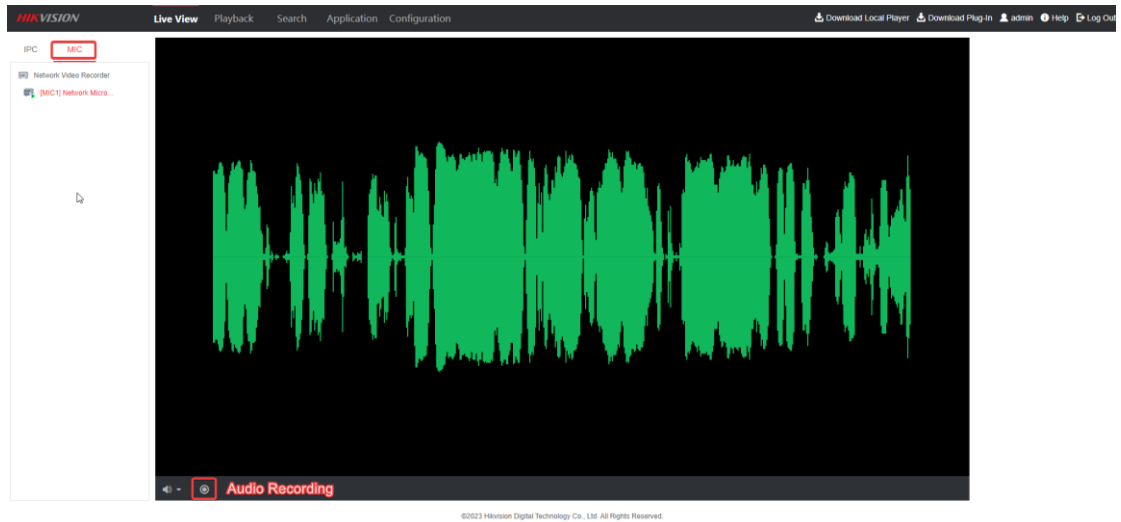 HIKVISION Live View Playback Search Application Configuration Download Local Player Download Plug-In admin Help Log Out
IPC MIC
Network Video Recorder
[MIC1] Network Micro...
Audio Recording
©2023 Hikvision Digital Technology Co., Ltd. All Rights Reserved.